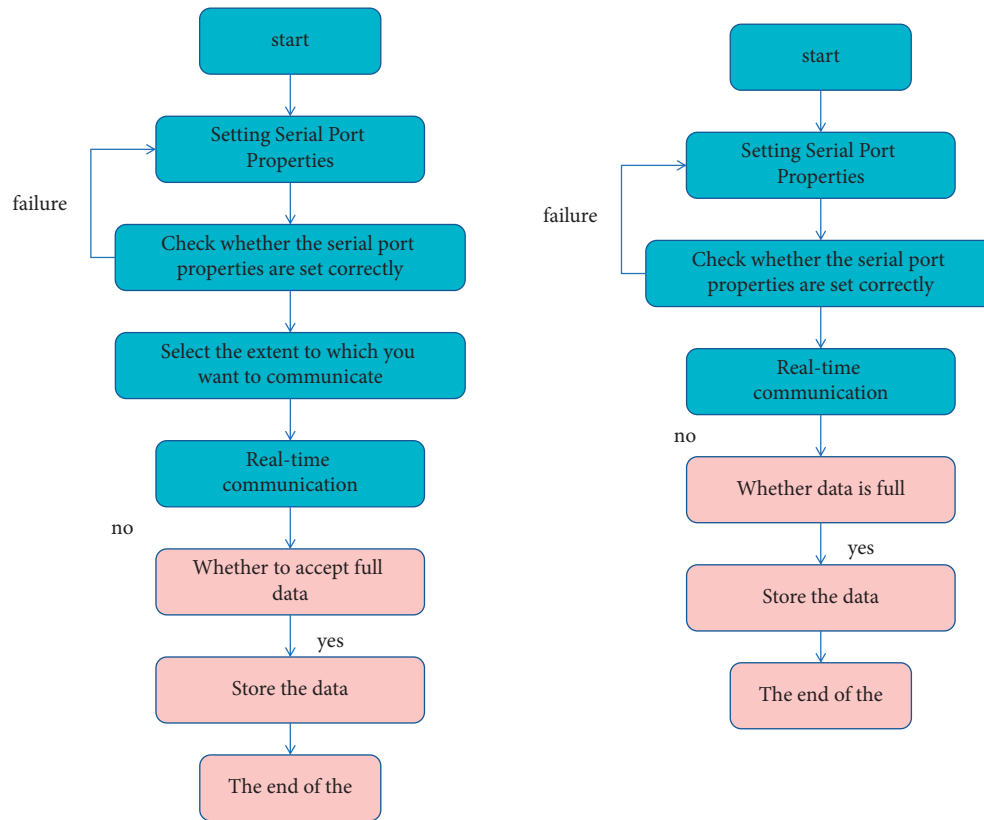 start
Setting Serial Port
Properties
failure
Check whether the serial port
properties are set correctly
Select the extent to which you
want to communicate
Real-time
communication
no
Whether to accept full
data
yes
Store the data
The end of the
start
Setting Serial Port
Properties
failure
Check whether the serial port
properties are set correctly
Real-time
communication
no
Whether data is full
yes
Store the data
The end of the